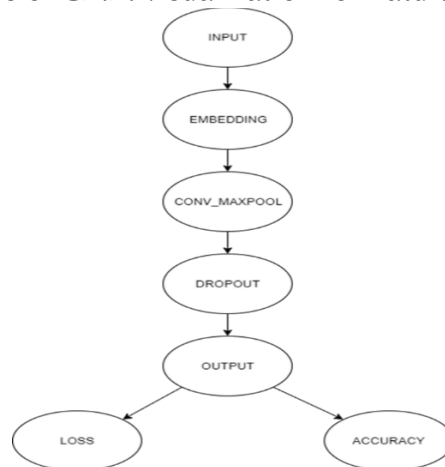 INPUT
EMBEDDING
CONV_MAXPOOL
DROPOUT
OUTPUT
LOSS
ACCURACY